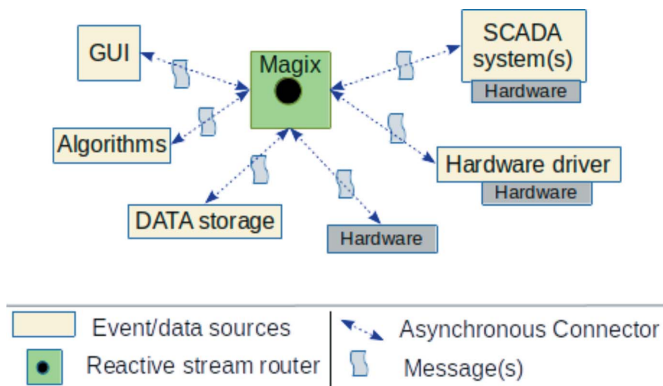 GUI
Magix
SCADA
system(s)
Hardware
Algorithms
Hardware driver
Hardware
DATA storage
Hardware
Event/data sources
Asynchronous Connector
Reactive stream router
Message(s)